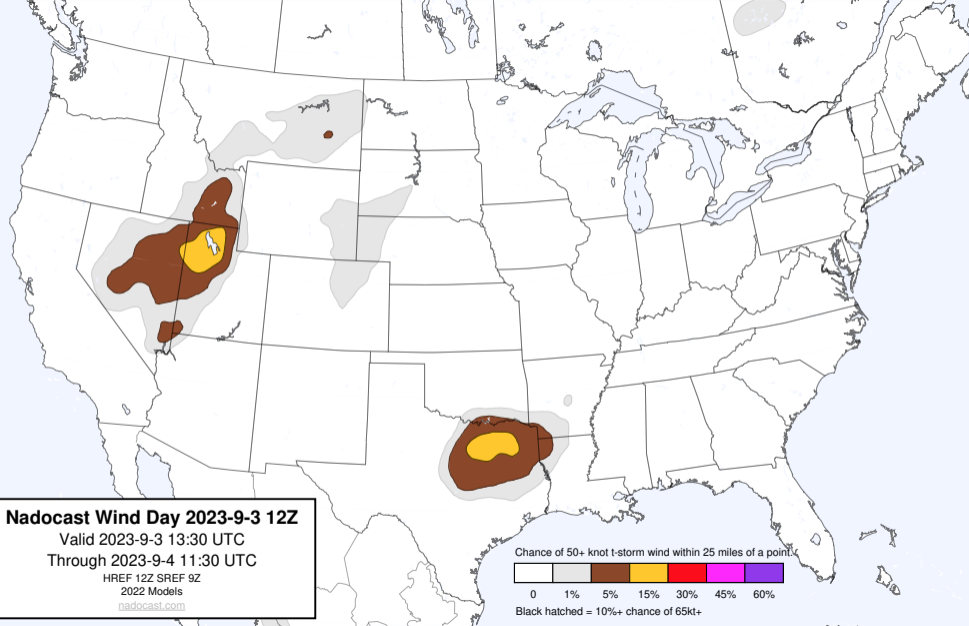 Nadocast Wind Day 2023-9-3 12Z
Valid 2023-9-3 13:30 UTC
Through 2023-9-4 11:30 UTC
HREF 12Z SREF 9Z
2022 Models
nadocast.com
Chance of 50+ knot t-storm wind within 25 miles of a point.
0 1% 5% 15% 30% 45% 60%
Black hatched = 10%+ chance of 65kt+